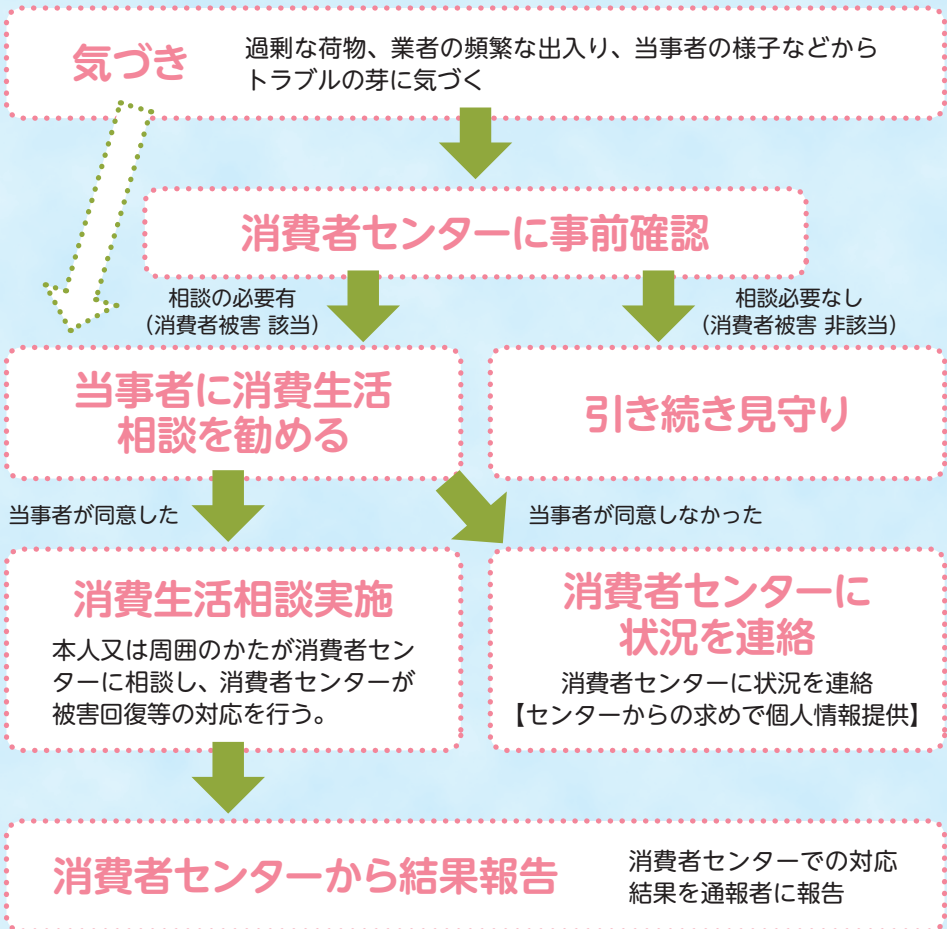 気づき
過剰な荷物、業者の頻繁な出入り、当事者の様子などから
トラブルの芽に気づく
消費者センターに事前確認
相談の必要有
(消費者被害 該当)
相談必要なし
(消費者被害 非該当)
当事者に消費生活
相談を勧める
引き続き見守り
当事者が同意した
当事者が同意しなかった
消費生活相談実施
本人又は周囲のかたが消費者セン
ターに相談し、消費者センターが
被害回復等の対応を行う。
消費者センターに
状況を連絡
消費者センターに状況を連絡
【センターからの求めで個人情報提供】
消費者センターから結果報告
消費者センターでの対応
結果を通報者に報告